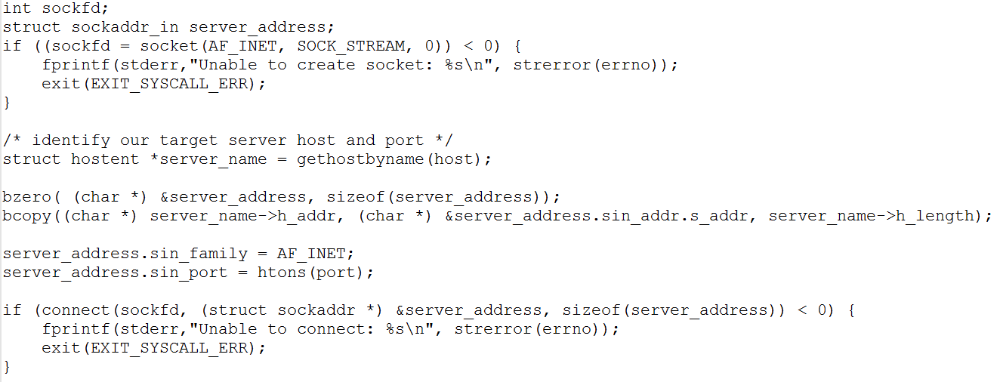 int sockfd;
struct sockaddr_in server_address;
if ((sockfd = socket(AF_INET, SOCK_STREAM, 0)) < 0) {
    fprintf(stderr,"Unable to create socket: %s\n", strerror(errno));
    exit(EXIT_SYSCALL_ERR);
}

/* identify our target server host and port */
struct hostent *server_name = gethostbyname(host);

bzero( (char *) &server_address, sizeof(server_address));
bcopy((char *) server_name->h_addr, (char *) &server_address.sin_addr.s_addr, server_name->h_length);

server_address.sin_family = AF_INET;
server_address.sin_port = htons(port);

if (connect(sockfd, (struct sockaddr *) &server_address, sizeof(server_address)) < 0) {
    fprintf(stderr,"Unable to connect: %s\n", strerror(errno));
    exit(EXIT_SYSCALL_ERR);
}